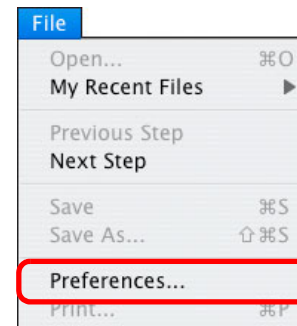 File
Open... ⌘O
My Recent Files ▶
Previous Step
Next Step
Save ⌘S
Save As... ⇧⌘S
Preferences...
Print... ⌘P